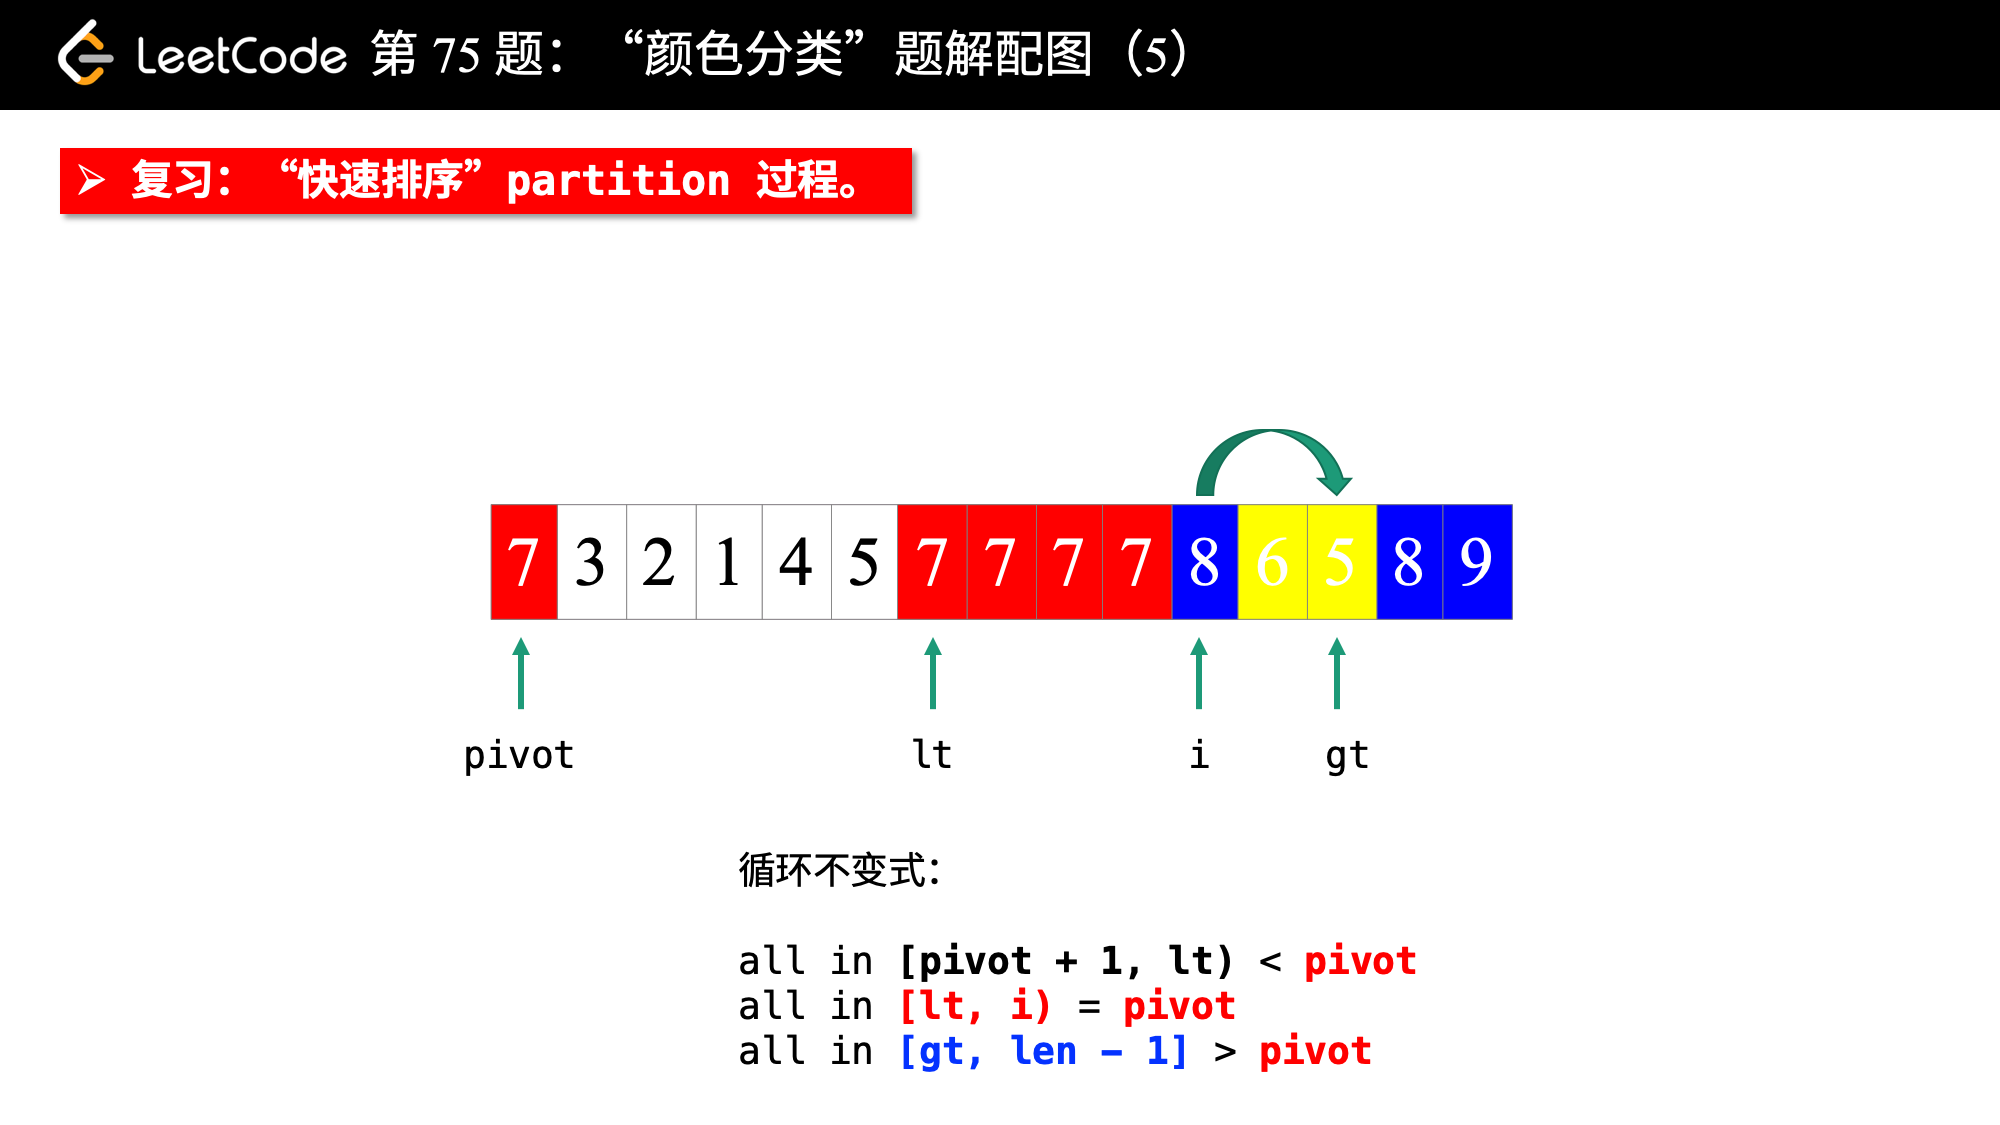 LeetCode 第 75 题：“颜色分类”题解配图（5）
➢ 复习：“快速排序”partition 过程。
7 3 2 1 4 5 7 7 7 7 8 6 5 8 9
pivot lt i gt
循环不变式：
all in [pivot + 1, lt) < pivot
all in [lt, i) = pivot
all in [gt, len - 1] > pivot